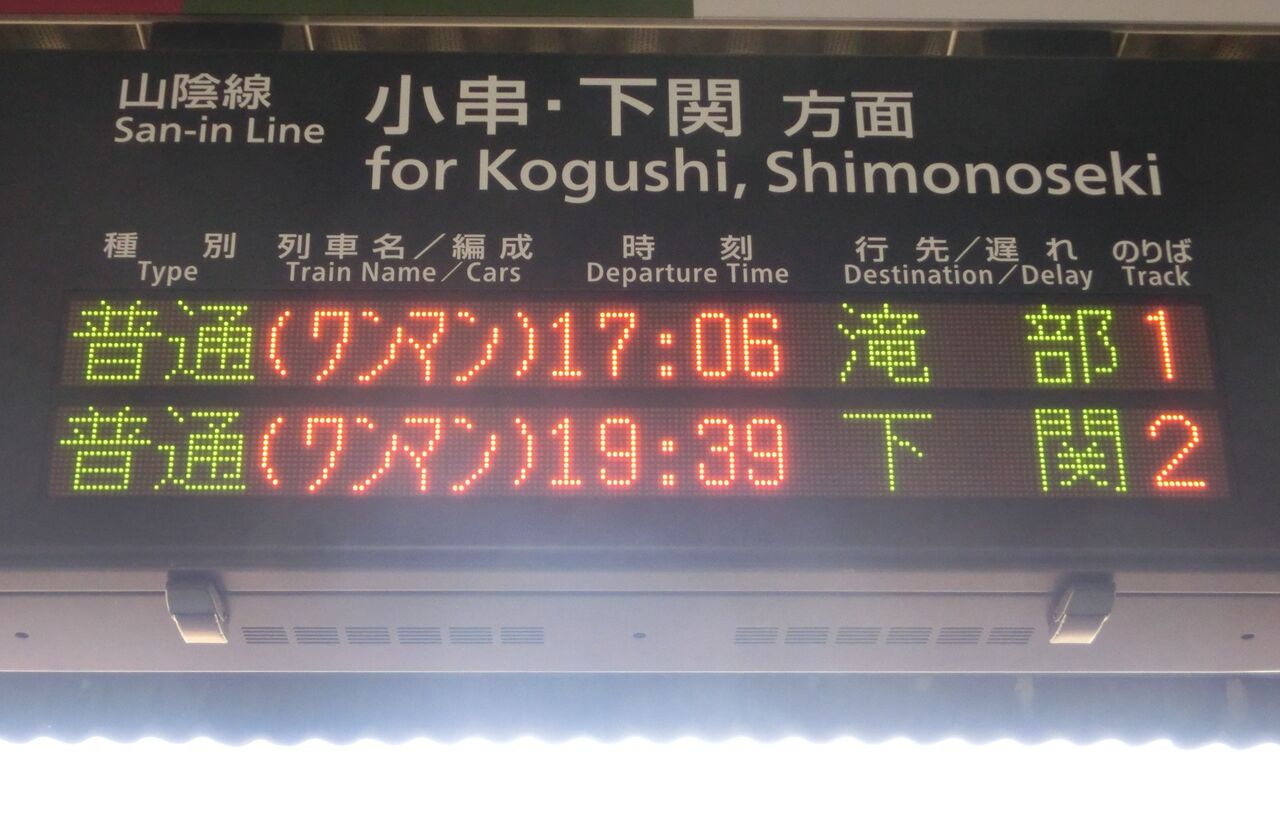 山陰線 小串・下関 方面
San-in Line for Kogushi, Shimonoseki
種別 列車名／編成 時刻 行先／遅れ のりば
Type Train Name／Cars Departure Time Destination／Delay Track
普通 (ワンマン) 17:06 滝部 1
普通 (ワンマン) 19:39 下関 2